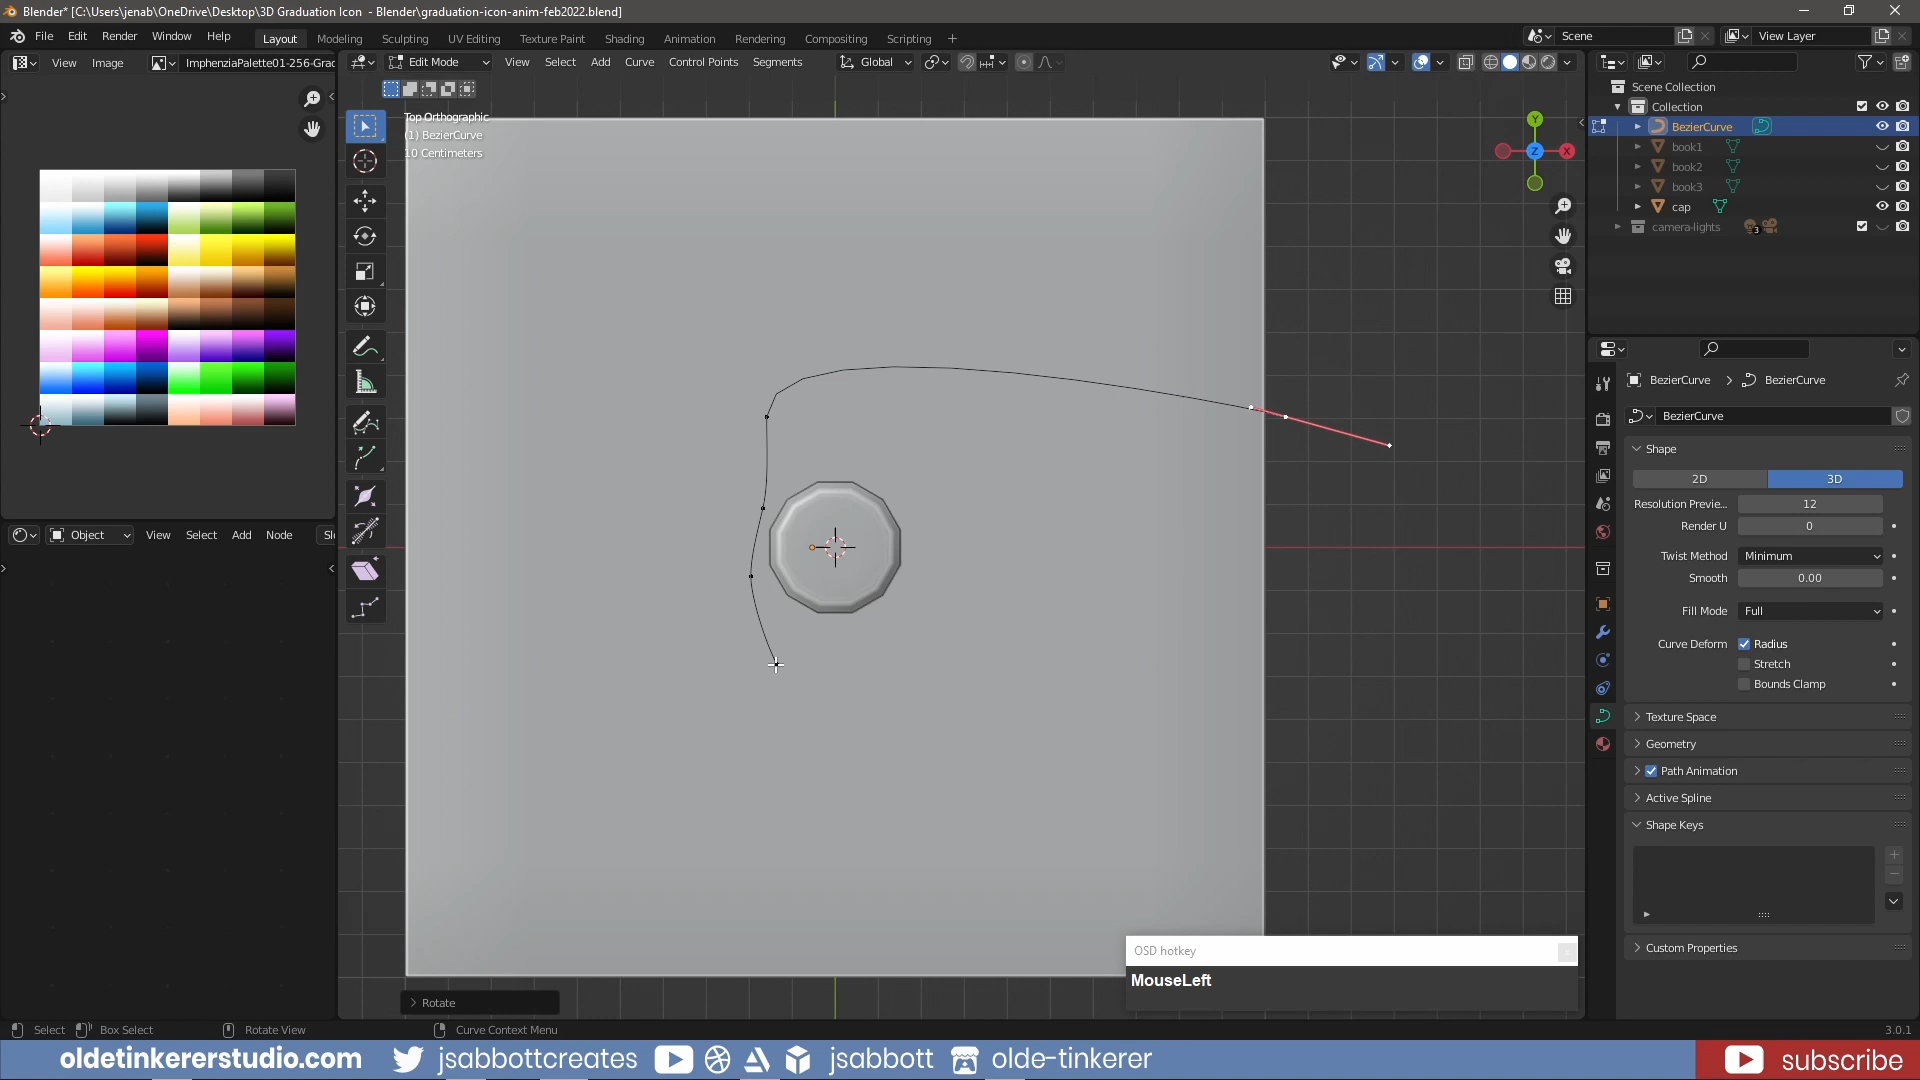 Blender* [C:\Users\jenab\OneDrive\Desktop\3D Graduation Icon - Blender\graduation-icon-anim-feb2022.blend]
File Edit Render Window Help Layout Modeling Sculpting UV Editing Texture Paint Shading Animation Rendering Compositing Scripting Scene View Layer
View Image ImphenziaPalette01-256-Grad
Edit Mode View Select Add Curve Control Points Segments Global
Top Orthographic
(1) BezierCurve
10 Centimeters
Y
X
Z
Scene Collection
Collection
BezierCurve
book1
book2
book3
cap
camera-lights 3
BezierCurve BezierCurve
BezierCurve
Shape
2D 3D
Resolution Previe... 12
Render U 0
Twist Method Minimum
Smooth 0.00
Fill Mode Full
Curve Deform Radius
Stretch
Bounds Clamp
Texture Space
Geometry
Path Animation
Active Spline
Shape Keys
Custom Properties
Object View Select Add Node
OSD hotkey
MouseLeft
Rotate
Select Box Select Rotate View Curve Context Menu 3.0.1
oldetinkererstudio.com jsabbottcreates jsabbott olde-tinkerer subscribe